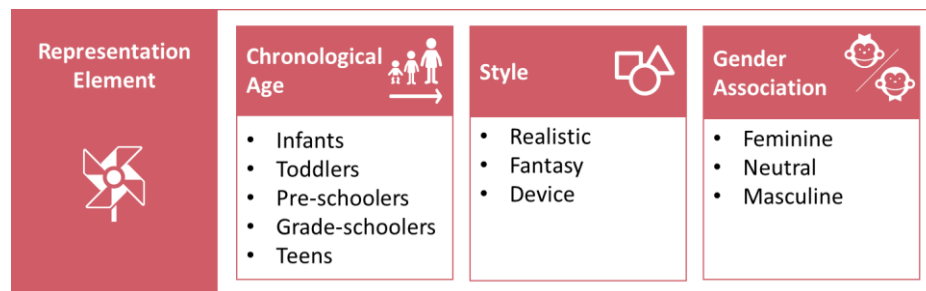 Representation
Element
Chronological
Age
• Infants
• Toddlers
• Pre-schoolers
• Grade-schoolers
• Teens
Style
• Realistic
• Fantasy
• Device
Gender
Association
• Feminine
• Neutral
• Masculine